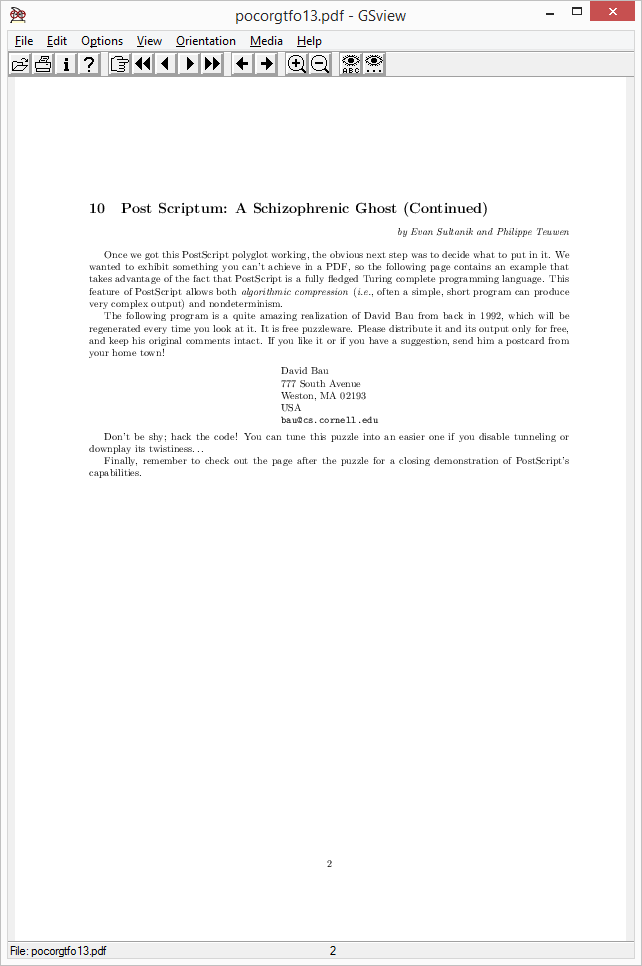 pocorgtfo13.pdf - GSview
File Edit Options View Orientation Media Help
ABC
10 Post Scriptum: A Schizophrenic Ghost (Continued)
by Evan Sultanik and Philippe Teuwen
Once we got this PostScript polyglot working, the obvious next step was to decide what to put in it. We
wanted to exhibit something you can't achieve in a PDF, so the following page contains an example that
takes advantage of the fact that PostScript is a fully fledged Turing complete programming language. This
feature of PostScript allows both algorithmic compression (i.e., often a simple, short program can produce
very complex output) and nondeterminism.
The following program is a quite amazing realization of David Bau from back in 1992, which will be
regenerated every time you look at it. It is free puzzleware. Please distribute it and its output only for free,
and keep his original comments intact. If you like it or if you have a suggestion, send him a postcard from
your home town!
David Bau
777 South Avenue
Weston, MA 02193
USA
bau@cs.cornell.edu
Don't be shy; hack the code! You can tune this puzzle into an easier one if you disable tunneling or
downplay its twistiness...
Finally, remember to check out the page after the puzzle for a closing demonstration of PostScript's
capabilities.
2
File: pocorgtfo13.pdf 2